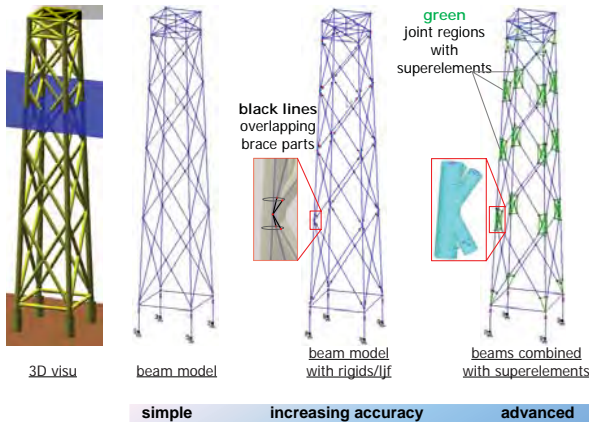 green
joint regions
with
superelements
black lines
overlapping
brace parts
3D visu
beam model
beam model
with rigids/ljf
beams combined
with superelements
simple increasing accuracy advanced